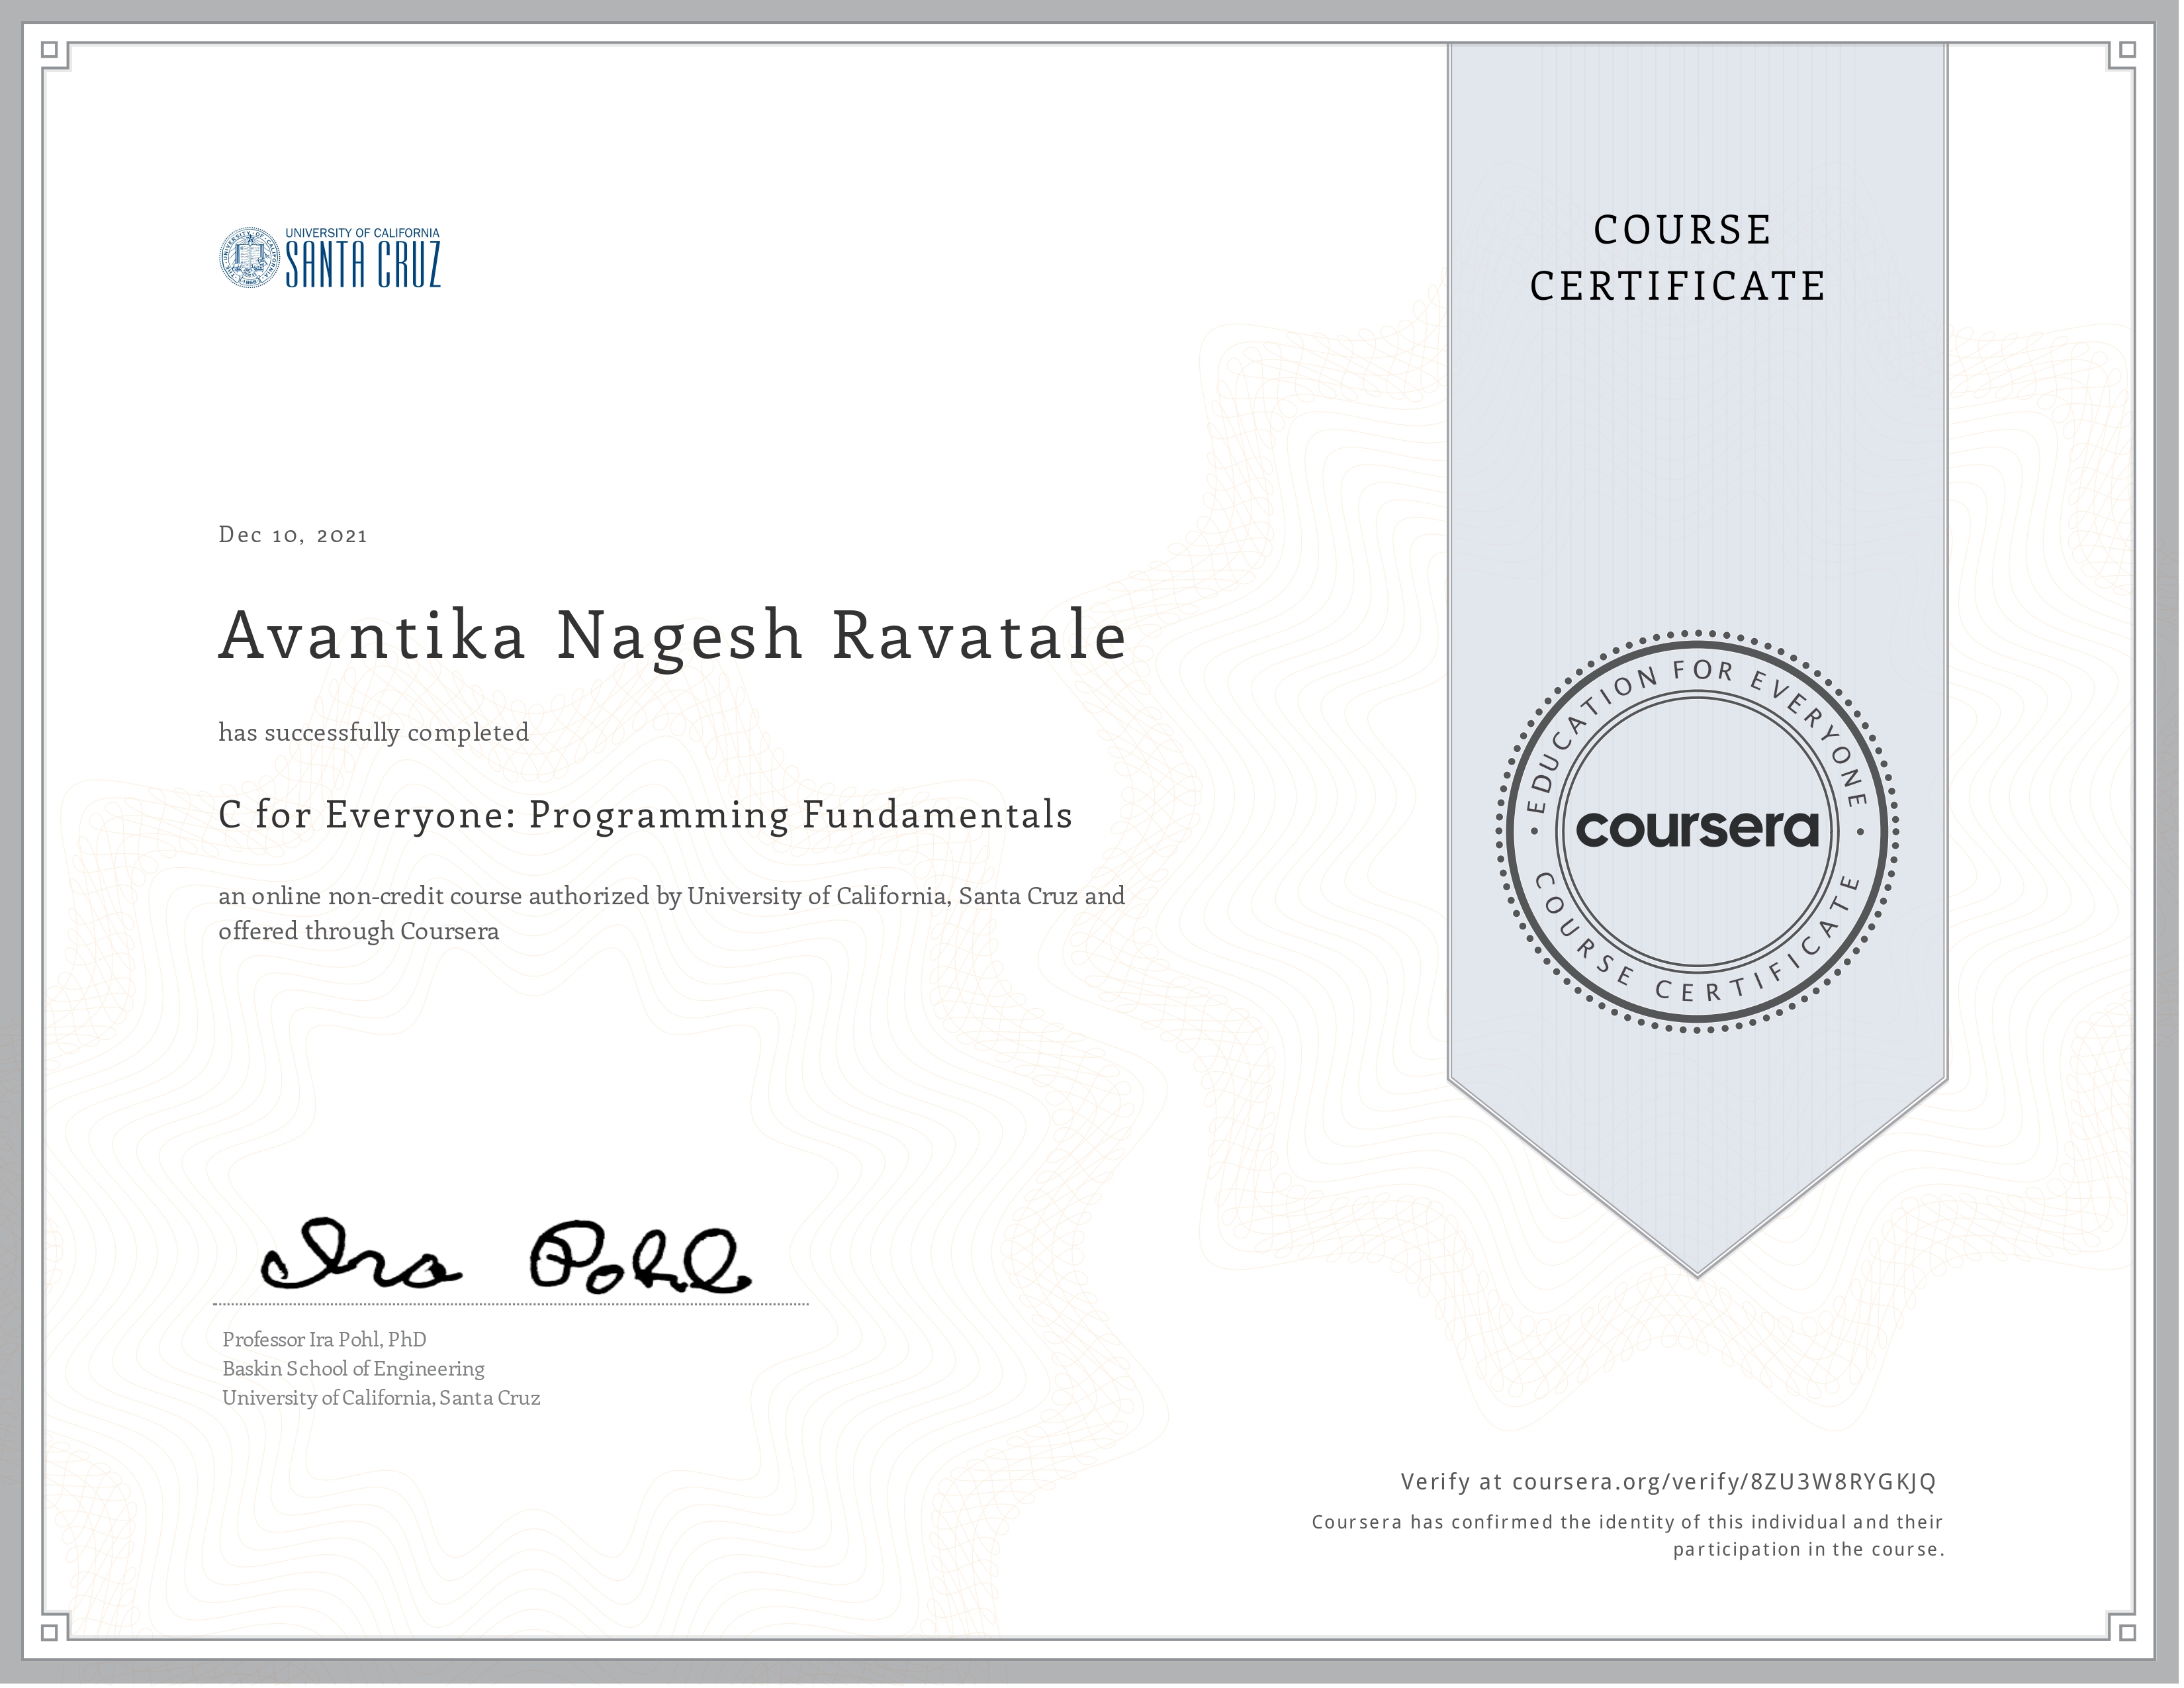 UNIVERSITY OF CALIFORNIA
SANTA CRUZ
COURSE
CERTIFICATE
Dec 10, 2021
Avantika Nagesh Ravatale
has successfully completed
C for Everyone: Programming Fundamentals
an online non-credit course authorized by University of California, Santa Cruz and
offered through Coursera
EDUCATION FOR EVERYONE
coursera
COURSE CERTIFICATE
Ira Pohl
Professor Ira Pohl, PhD
Baskin School of Engineering
University of California, Santa Cruz
Verify at coursera.org/verify/8ZU3W8RYGKJQ
Coursera has confirmed the identity of this individual and their
participation in the course.